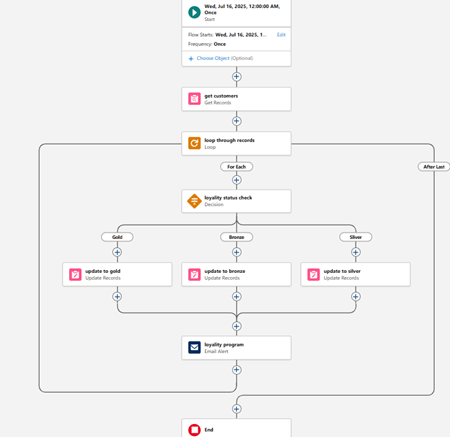 Wed, Jul 16, 2025, 12:00:00 AM,
Once
Start
Flow Starts: Wed, Jul 16, 2025, 1... Edit
Frequency: Once
Choose Object (Optional)
get customers
Get Records
loop through records
Loop
For Each
After Last
loyality status check
Decision
Gold
Bronze
Sliver
update to gold
Update Records
update to bronze
Update Records
update to silver
Update Records
loyality program
Email Alert
End